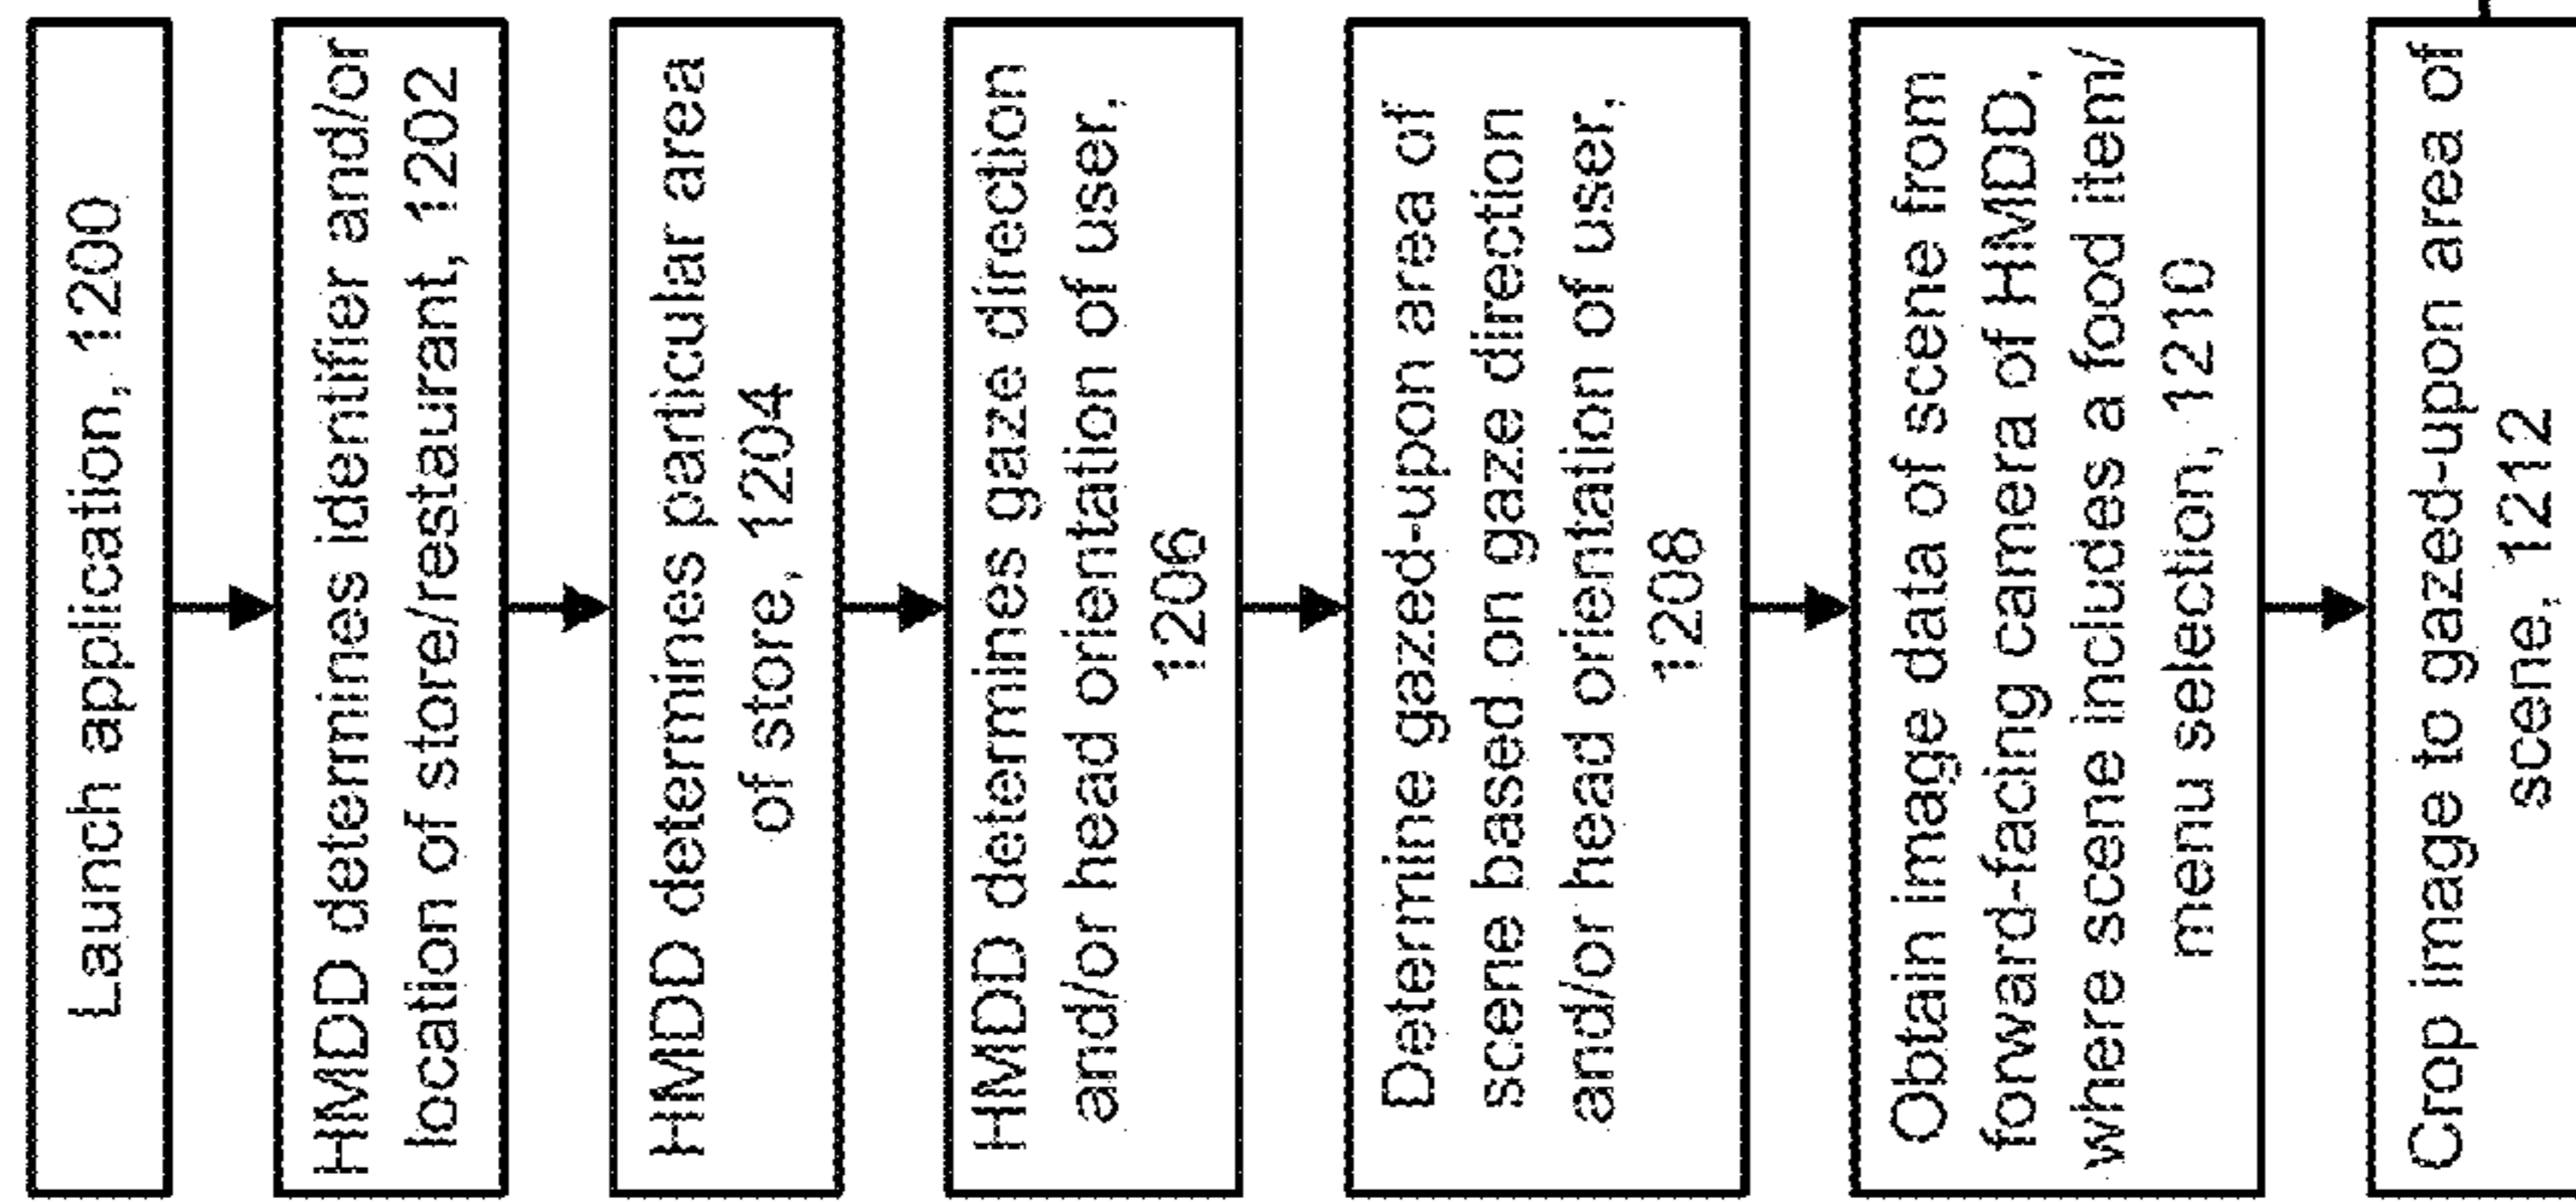 Launch application, 1200
HMDD determines identifier and/or
location of store/restaurant, 1202
HMDD determines particular area
of store, 1204
HMDD determines gaze direction
and/or head orientation of user,
1206
Determine gazed-upon area of
scene based on gaze direction
and/or head orientation of user,
1208
Obtain image data of scene from
forward-facing camera of HMDD,
where scene includes a food item/
menu selection, 1210
Crop image to gazed-upon area of
scene, 1212